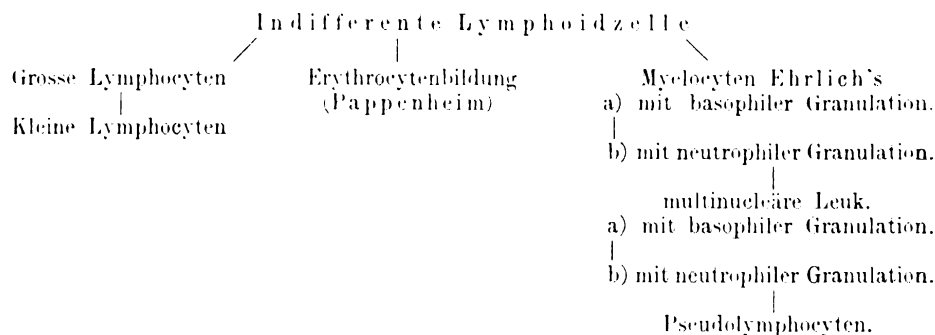 Indifferente Lymphoidzelle
Grosse Lymphocyten
Kleine Lymphocyten
Erythrocytenbildung
(Pappenheim)
Myelocyten Ehrlich's
a) mit basophiler Granulation.
b) mit neutrophiler Granulation.
multinucleäre Leuk.
a) mit basophiler Granulation.
b) mit neutrophiler Granulation.
Pseudolymphocyten.